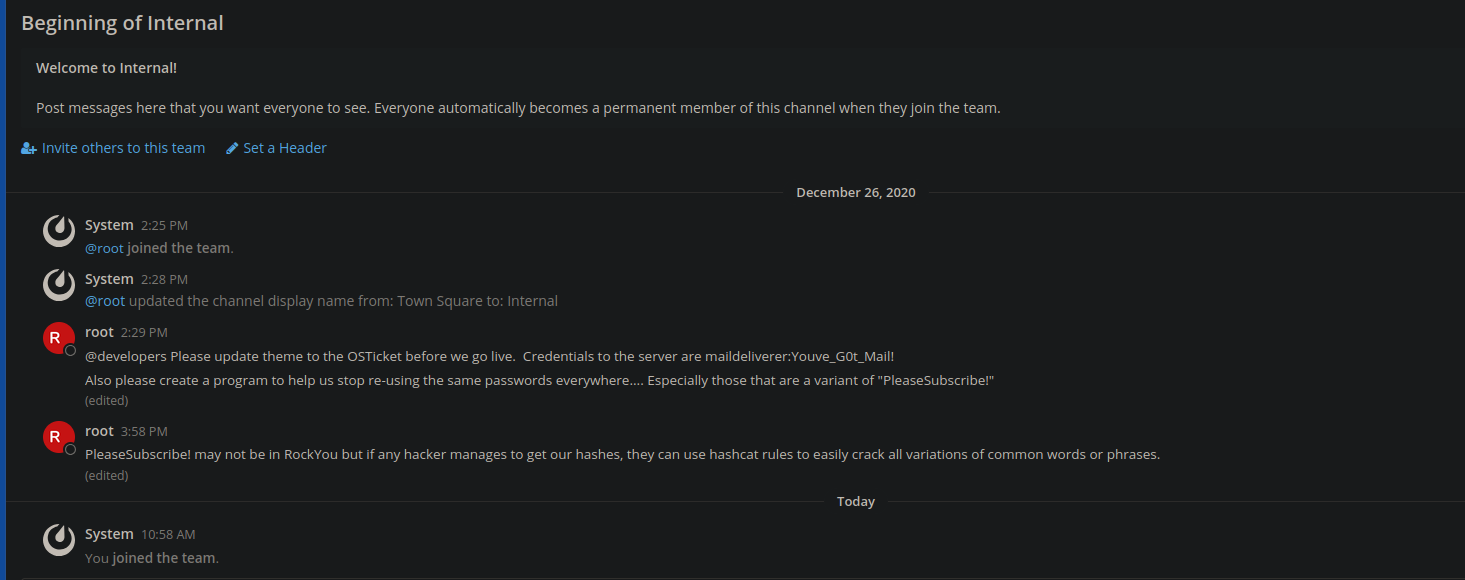 Beginning of Internal
Welcome to Internal!
Post messages here that you want everyone to see. Everyone automatically becomes a permanent member of this channel when they join the team.
Invite others to this team Set a Header
December 26, 2020
System 2:25 PM
@root joined the team.
System 2:28 PM
@root updated the channel display name from: Town Square to: Internal
R
root 2:29 PM
@developers Please update theme to the OSTicket before we go live.  Credentials to the server are maildeliverer:Youve_G0t_Mail!
Also please create a program to help us stop re-using the same passwords everywhere.... Especially those that are a variant of "PleaseSubscribe!"
(edited)
R
root 3:58 PM
PleaseSubscribe! may not be in RockYou but if any hacker manages to get our hashes, they can use hashcat rules to easily crack all variations of common words or phrases.
(edited)
Today
System 10:58 AM
You joined the team.